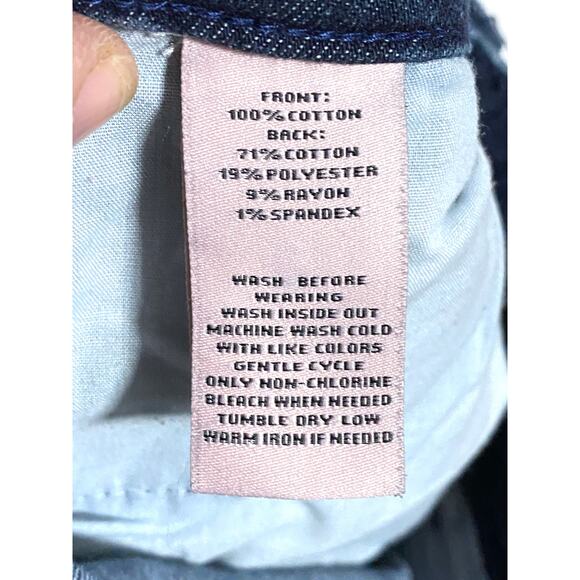 FRONT:
100% COTTON
BACK:
71% COTTON
19% POLYESTER
9% RAYON
1% SPANDEX
WASH BEFORE
WEARING
WASH INSIDE OUT
MACHINE WASH COLD
WITH LIKE COLORS
GENTLE CYCLE
ONLY NON-CHLORINE
BLEACH WHEN NEEDED
TUMBLE DRY LOW
WARM IRON IF NEEDED